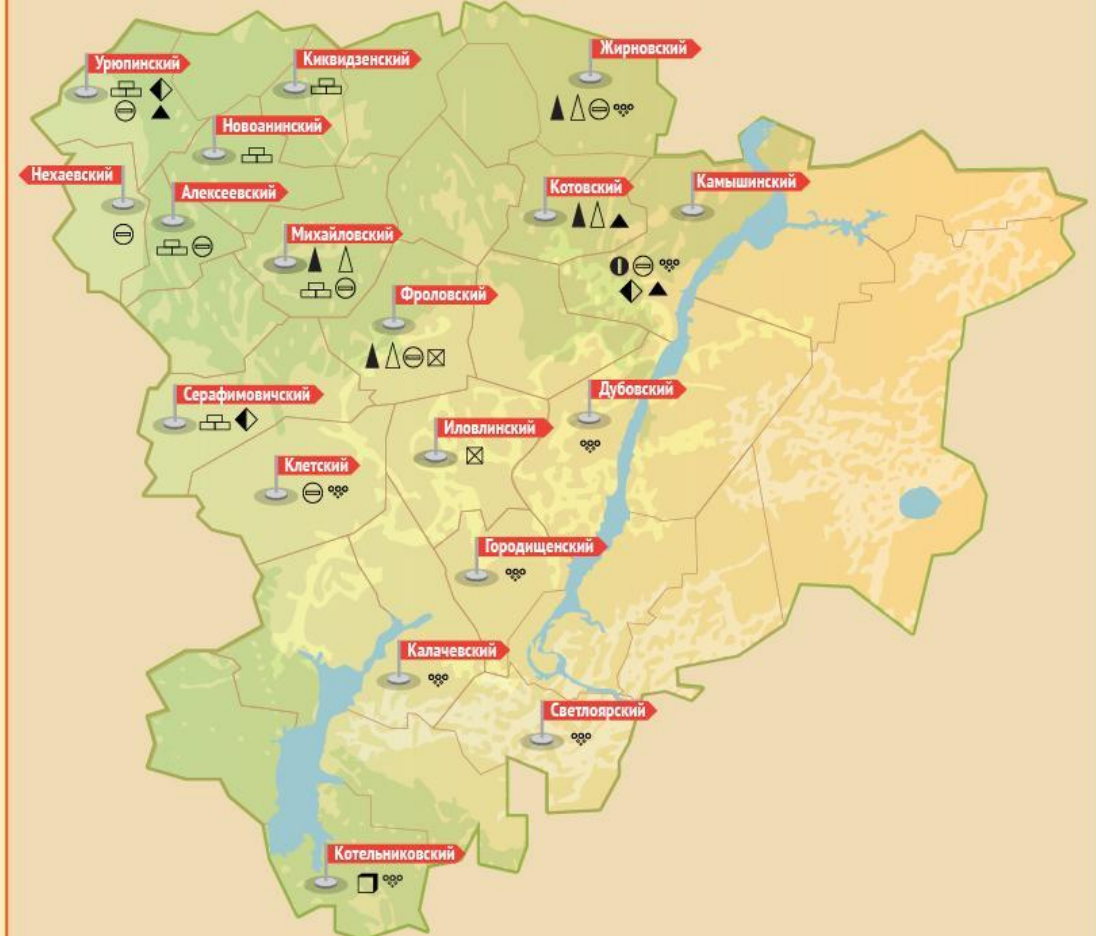 Урюпинский
Киквидзенский
Жирновский
Новоанинский
Нехаевский
Алексеевский
Котовский
Камышинский
Михайловский
Фроловский
Серафимовичский
Дубовский
Иловлинский
Клетский
Городищенский
Калачевский
Светлоярский
Котельниковский